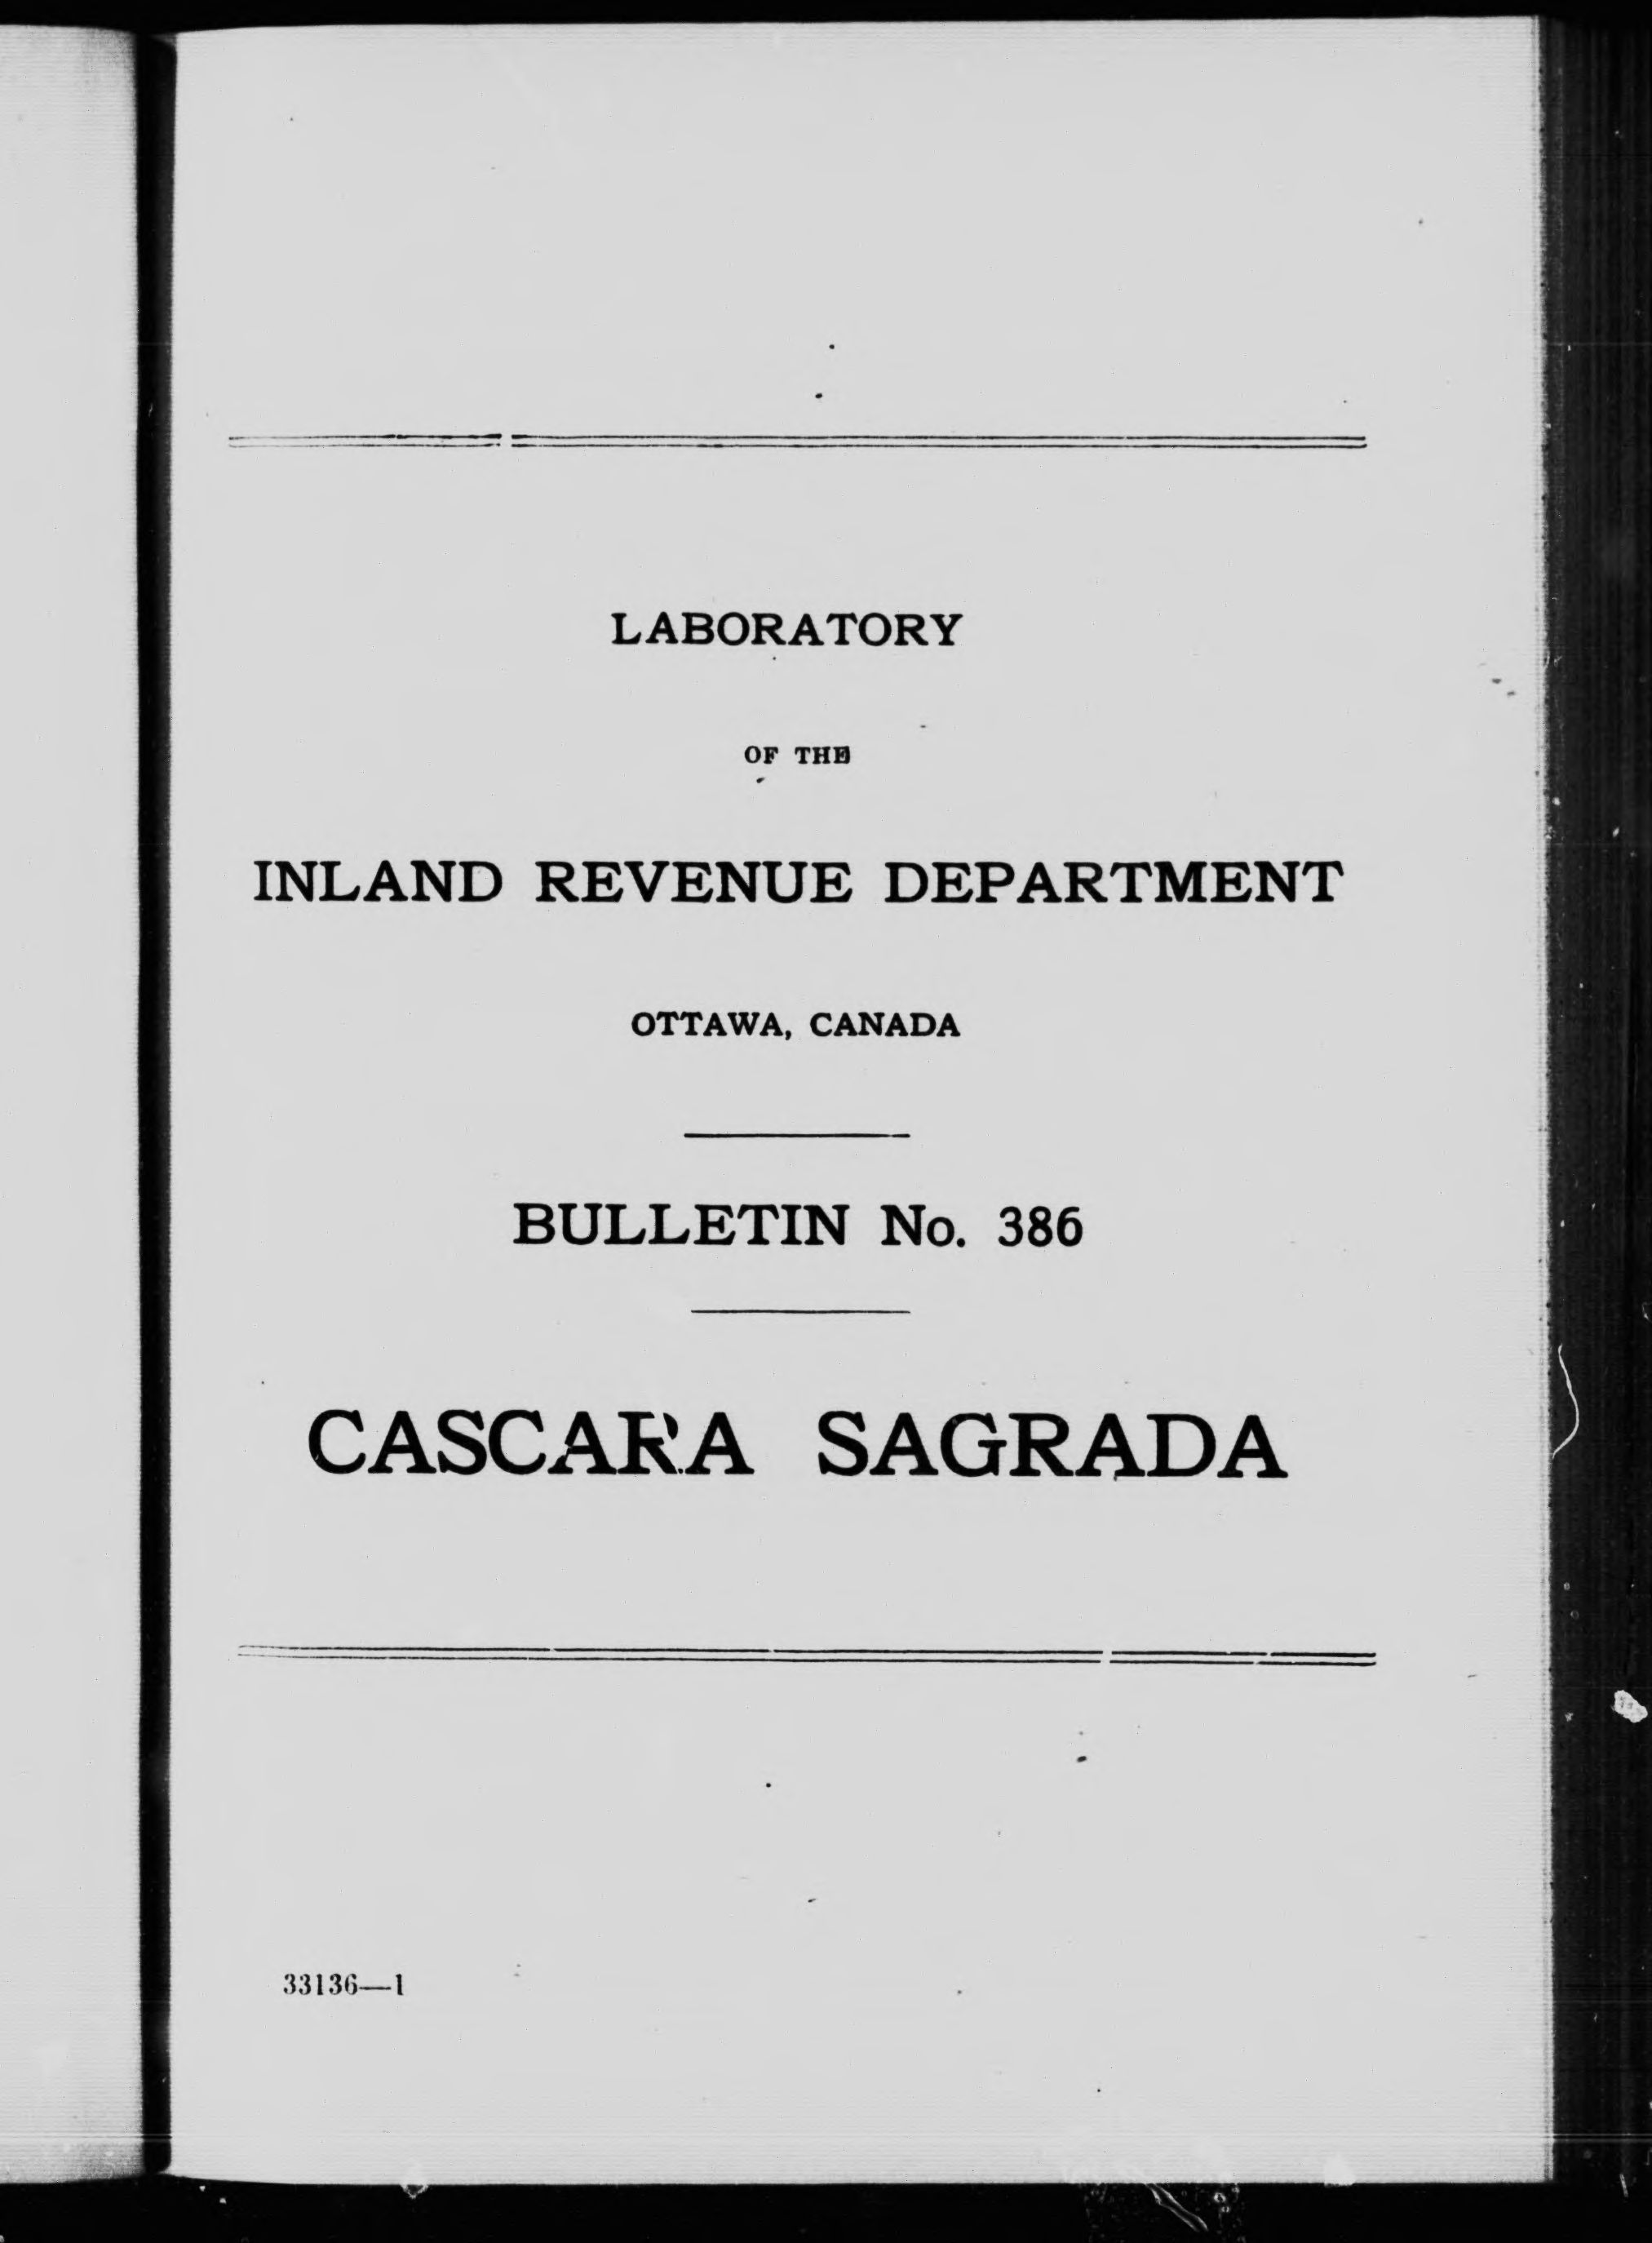 LABORATORY
OF THE
INLAND REVENUE DEPARTMENT
OTTAWA, CANADA
BULLETIN No. 386
CASCARA SAGRADA
33136—1